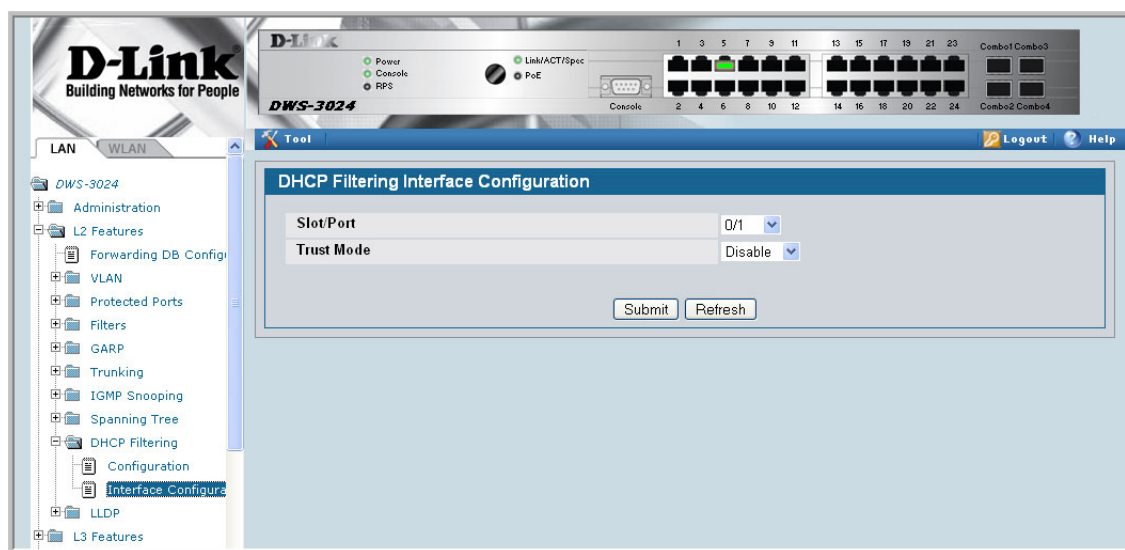 D-Link
Building Networks for People
D-Link
DWS-3024
Power
Console
RPS
Link/ACT/Spec
PoE
Console
1 3 5 7 9 11 13 15 17 19 21 23 Combo1 Combo3
2 4 6 8 10 12 14 16 18 20 22 24 Combo2 Combo4
Tool
Logout
Help
LAN
WLAN
DWS-3024
Administration
L2 Features
Forwarding DB Config
VLAN
Protected Ports
Filters
GARP
Trunking
IGMP Snooping
Spanning Tree
DHCP Filtering
Configuration
Interface Configura
LLDP
L3 Features
DHCP Filtering Interface Configuration
Slot/Port 0/1
Trust Mode Disable
Submit Refresh